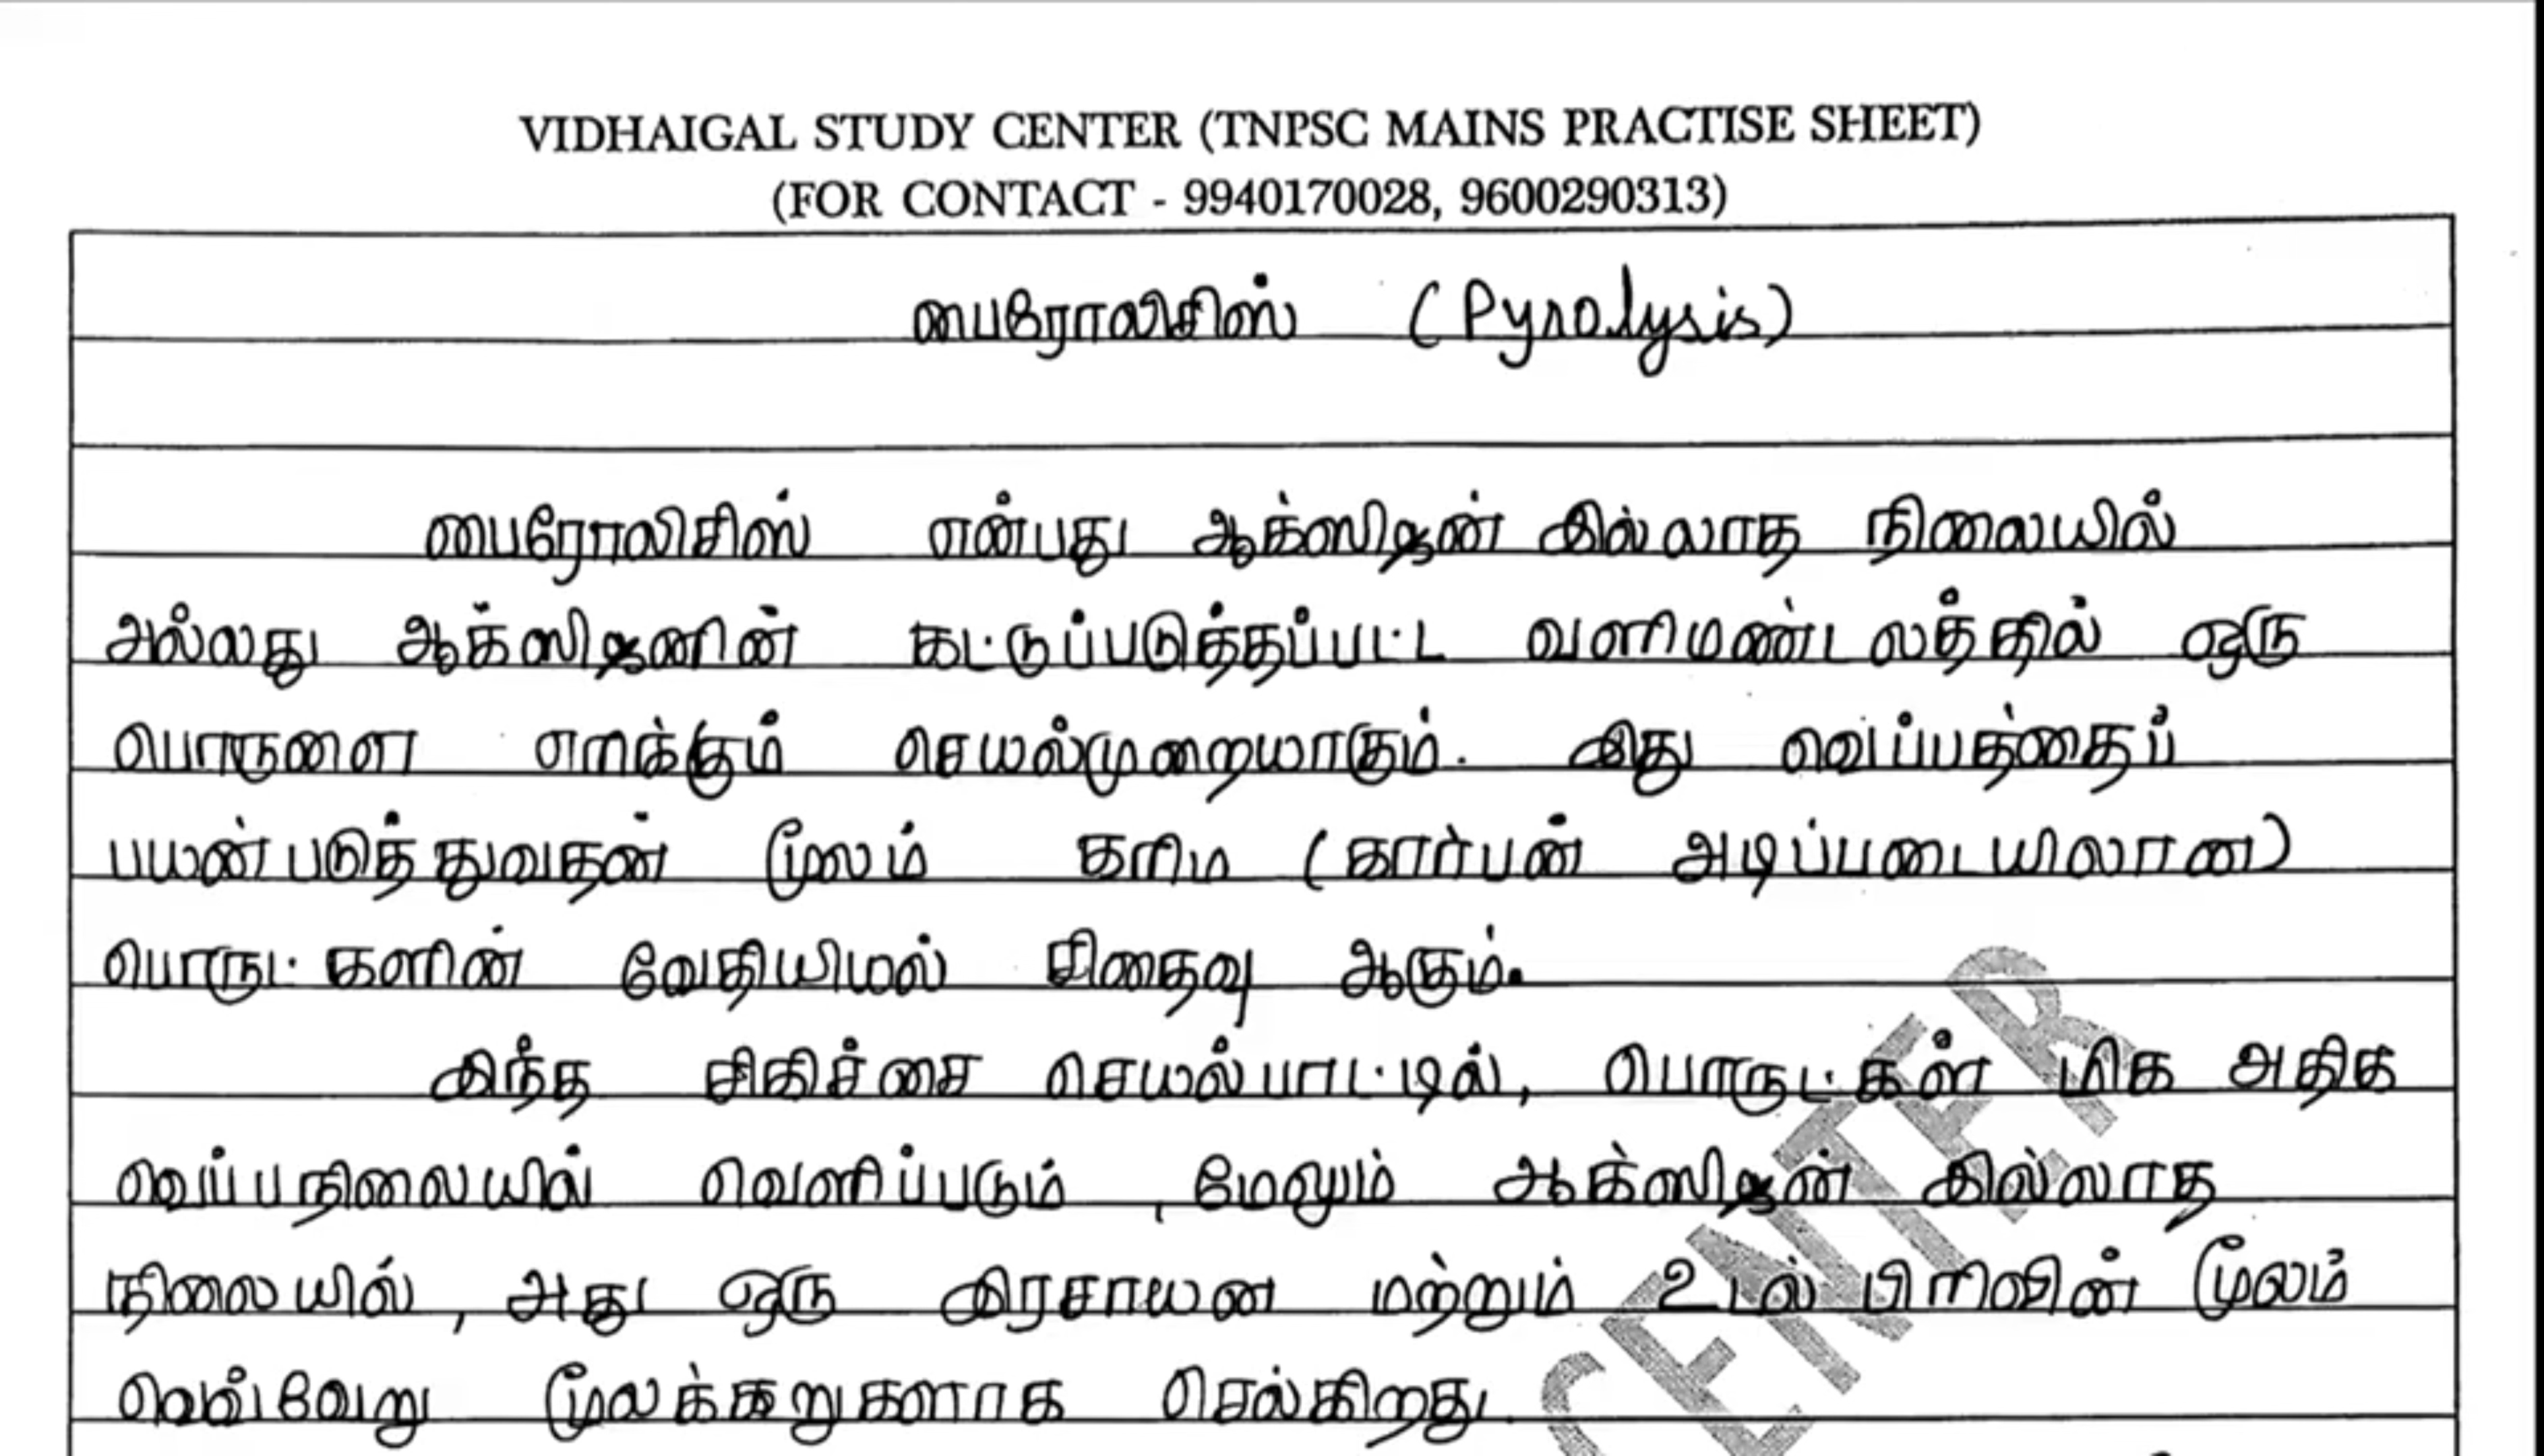 VIDHAIGAL STUDY CENTER (TNPSC MAINS PRACTISE SHEET)
(FOR CONTACT - 9940170028, 9600290313)
பைரோலிசிஸ் (Pyrolysis)
பைரோலிசிஸ் என்பது ஆக்ஸிஜன் இல்லாத நிலையில்
அல்லது ஆக்ஸிஜனின் கட்டுப்படுத்தப்பட்ட வளிமண்டலத்தில் ஒரு
பொருளை எரிக்கும் செயல்முறையாகும். இது வெப்பத்தைப்
பயன்படுத்துவதன் மூலம் கரிம (கார்பன் அடிப்படையிலான)
பொருட்களின் வேதியிமல் சிதைவு ஆகும்.
இந்த சிகிச்சை செயல்பாட்டில், பொருட்கள் மிக அதிக
வெப்பநிலையில் வெளிப்படும் , மேலும் ஆக்ஸிஜன் இல்லாத
நிலையில், அது ஒரு இரசாயன மற்றும் உடல் பிரிவின் மூலம்
வெவ்வேறு மூலக்கூறுகளாக செல்கிறது.
CENTER